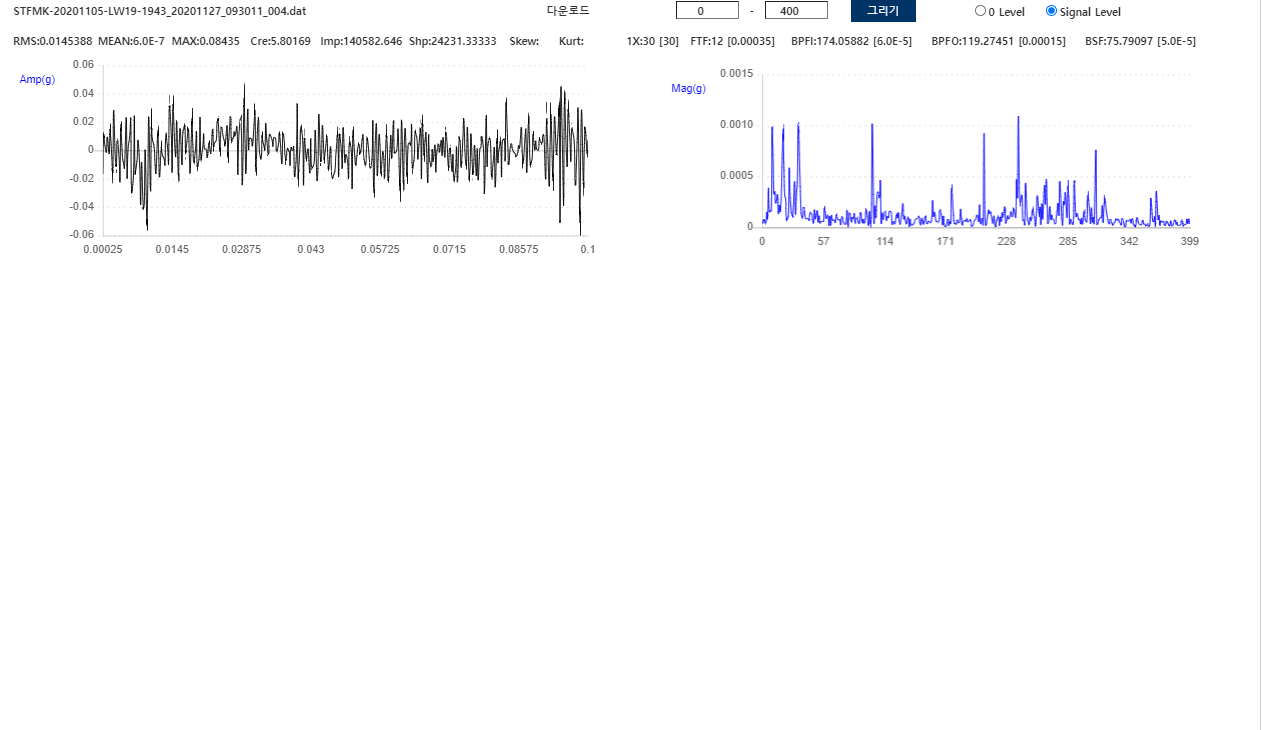 STFMK-20201105-LW19-1943_20201127_093011_004.dat 다운로드 0 - 400 그리기 0 Level Signal Level
RMS:0.0145388 MEAN:6.0E-7 MAX:0.08435 Cre:5.80169 Imp:140582.646 Shp:24231.33333 Skew: Kurt: 1X:30 [30] FTF:12 [0.00035] BPFI:174.05882 [6.0E-5] BPFO:119.27451 [0.00015] BSF:75.79097 [5.0E-5]
Amp(g)
0.06
0.04
0.02
0
-0.02
-0.04
-0.06
0.00025 0.0145 0.02875 0.043 0.05725 0.0715 0.08575 0.1
Mag(g)
0.0015
0.0010
0.0005
0
0 57 114 171 228 285 342 399